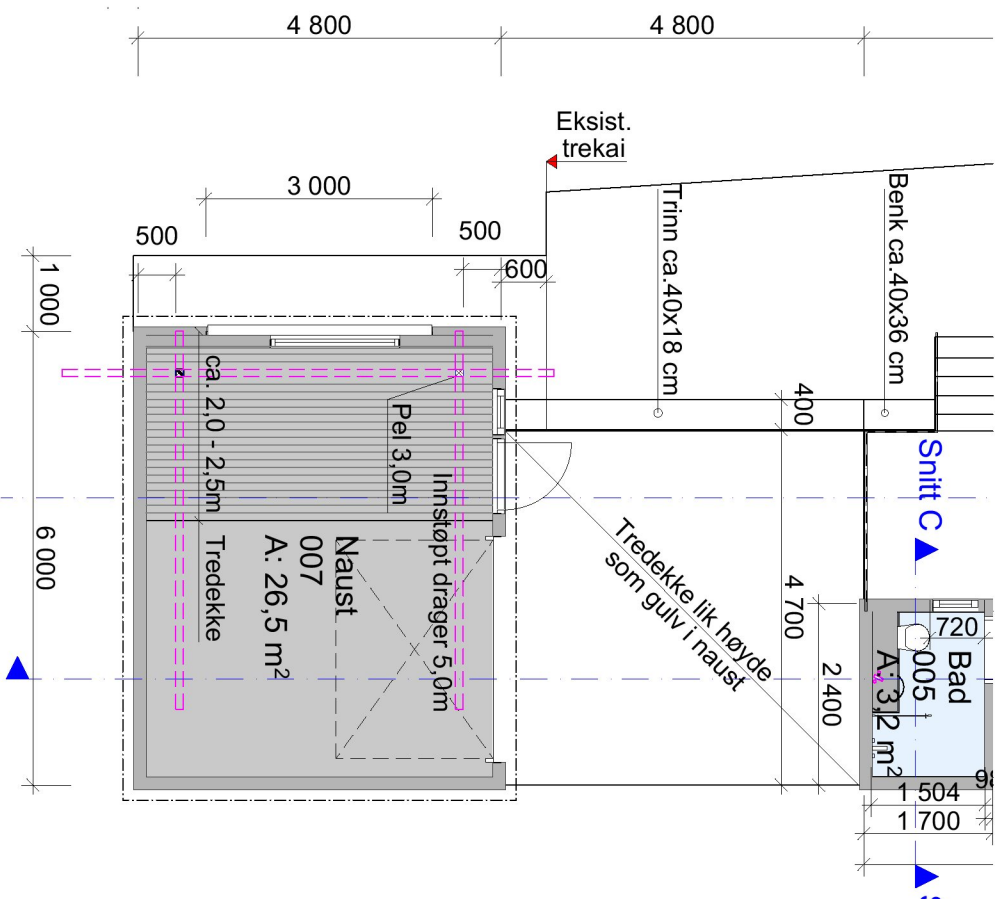 4 800
4 800
Eksist.
trekai
3 000
500
500
600
1 000
Trinn ca.40x18 cm
Benk ca.40x36 cm
400
ca. 2,0 - 2,5m
Pel 3,0m
Innstøpt drager 5,0m
Snitt C
6 000
Tredekke
Naust
007
A: 26,5 m²
Tredekke lik høyde
som gulv i naust
4 700
2 400
720
Bad
005
A: 3,2 m²
98
1 504
1 700